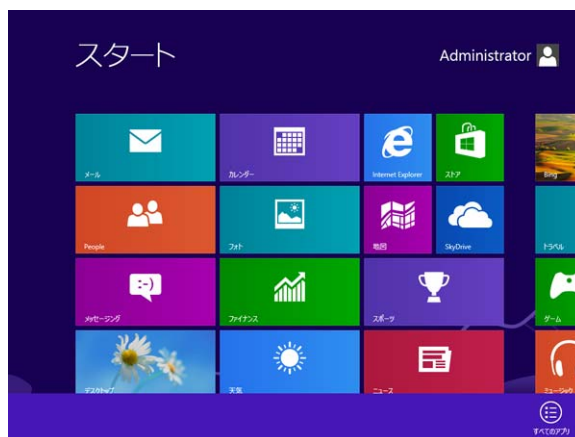 スタート
Administrator
メール
カレンダー
Internet Explorer
ストア
Bing
People
フォト
地図
SkyDrive
トラベル
メッセージング
ファイナンス
スポーツ
ゲーム
デスクトップ
天気
ニュース
ミュージック
すべてのアプリ